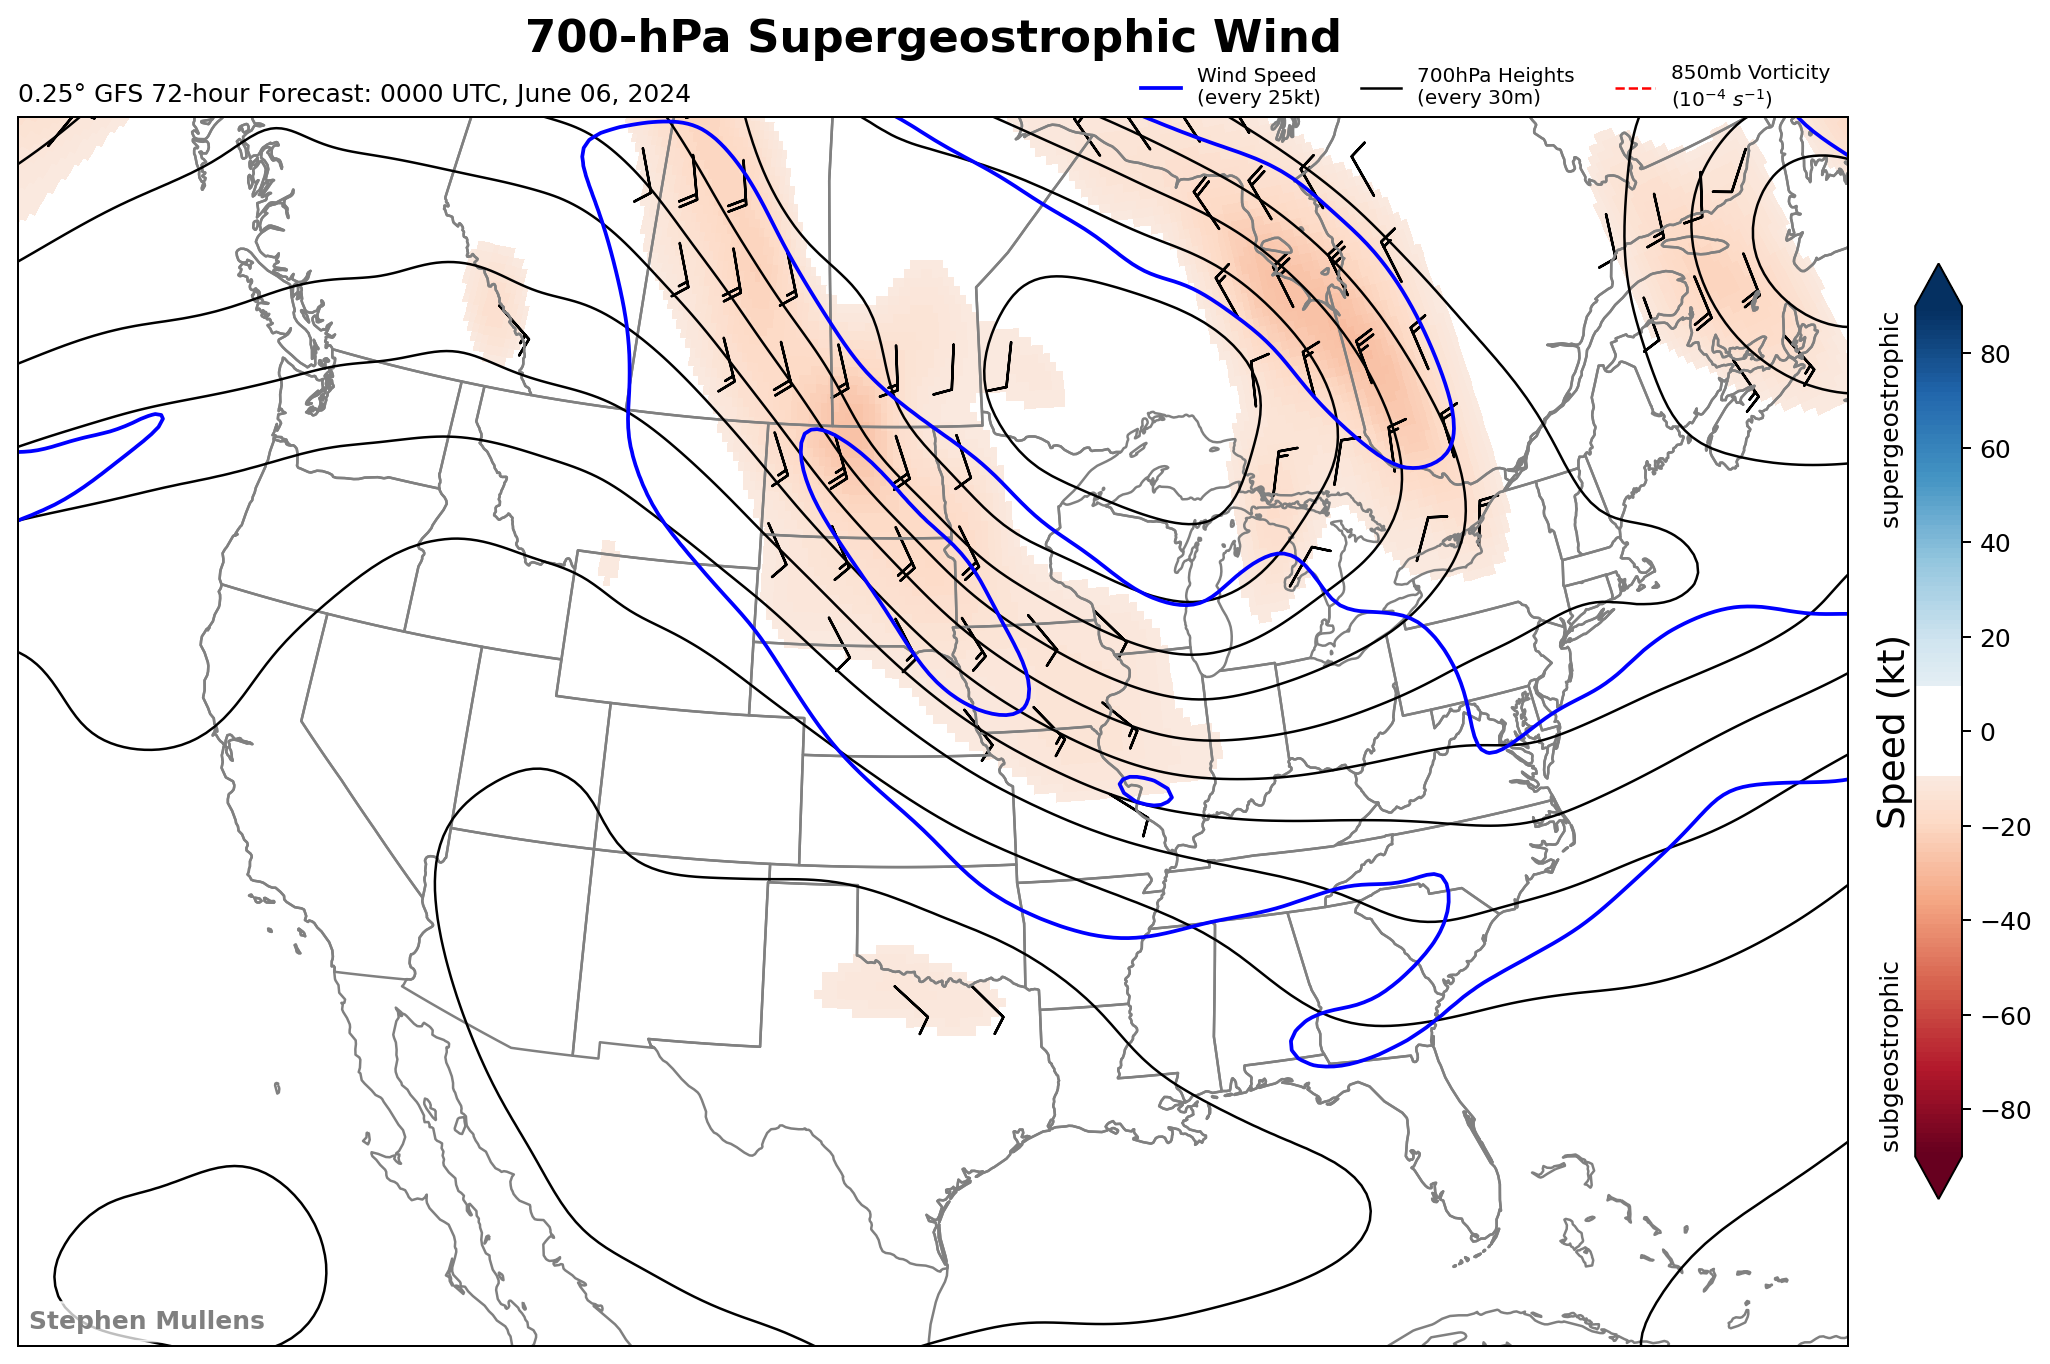 700-hPa Supergeostrophic Wind
0.25° GFS 72-hour Forecast: 0000 UTC, June 06, 2024
Wind Speed
(every 25kt)
700hPa Heights
(every 30m)
850mb Vorticity
(10⁻⁴ s⁻¹)
supergeostrophic
Speed (kt)
subgeostrophic
80
60
40
20
0
−20
−40
−60
−80
Stephen Mullens